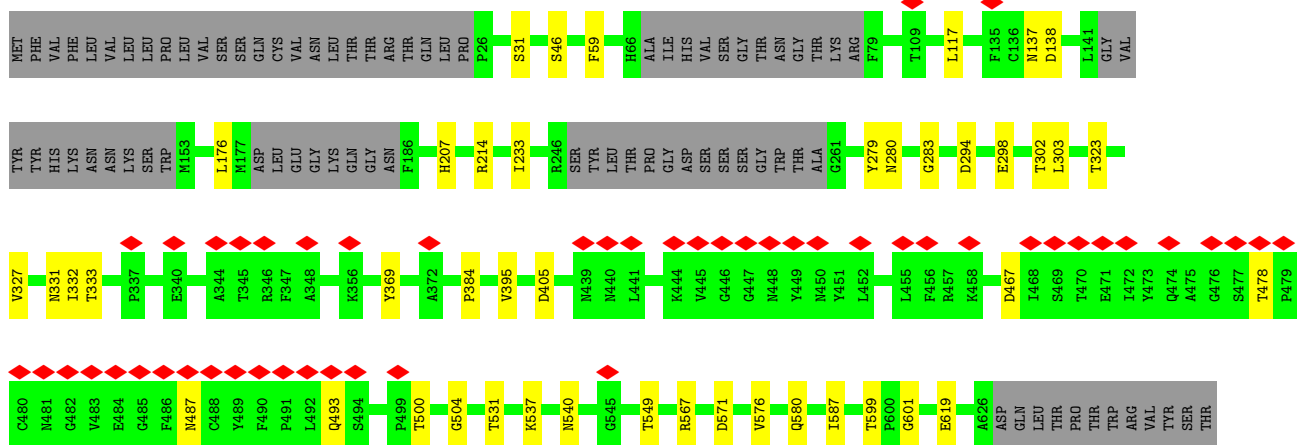 MET PHE VAL PHE LEU VAL LEU LEU PRO LEU VAL SER SER GLN CYS VAL ASN LEU THR THR ARG THR GLN LEU PRO P26 S31 S46 F59 H66 ALA ILE HIS VAL SER GLY THR ASN GLY THR LYS ARG F79 T109 L117 F135 C136 N137 D138 L141 GLY VAL
TYR TYR HIS LYS ASN ASN LYS SER TRP M153 L176 M177 ASP LEU GLU GLY LYS GLN GLY ASN F186 H207 R214 I233 R246 SER TYR LEU THR PRO GLY ASP SER SER SER GLY TRP THR ALA G261 Y279 N280 G283 D294 E298 T302 L303 T323
V327 N331 I332 T333 P337 E340 A344 T345 R346 F347 A348 K356 Y369 A372 P384 V395 D405 N439 N440 L441 K444 V445 G446 G447 N448 Y449 N450 Y451 L452 L455 F456 R457 K458 D467 I468 S469 T470 E471 I472 Y473 Q474 A475 G476 S477 T478 P479
C480 N481 G482 V483 E484 G485 F486 N487 C488 Y489 F490 P491 L492 Q493 S494 P499 T500 G504 T531 K537 N540 G545 T549 R567 D571 V576 Q580 I587 T599 P600 G601 E619 A626 ASP GLN LEU THR PRO THR TRP ARG VAL TYR SER THR